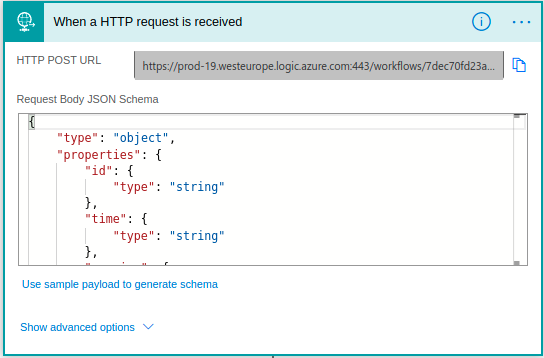 When a HTTP request is received
HTTP POST URL
https://prod-19.westeurope.logic.azure.com:443/workflows/7dec70fd23a...
Request Body JSON Schema
{
"type": "object",
"properties": {
"id": {
"type": "string"
},
"time": {
"type": "string"
},
Use sample payload to generate schema
Show advanced options